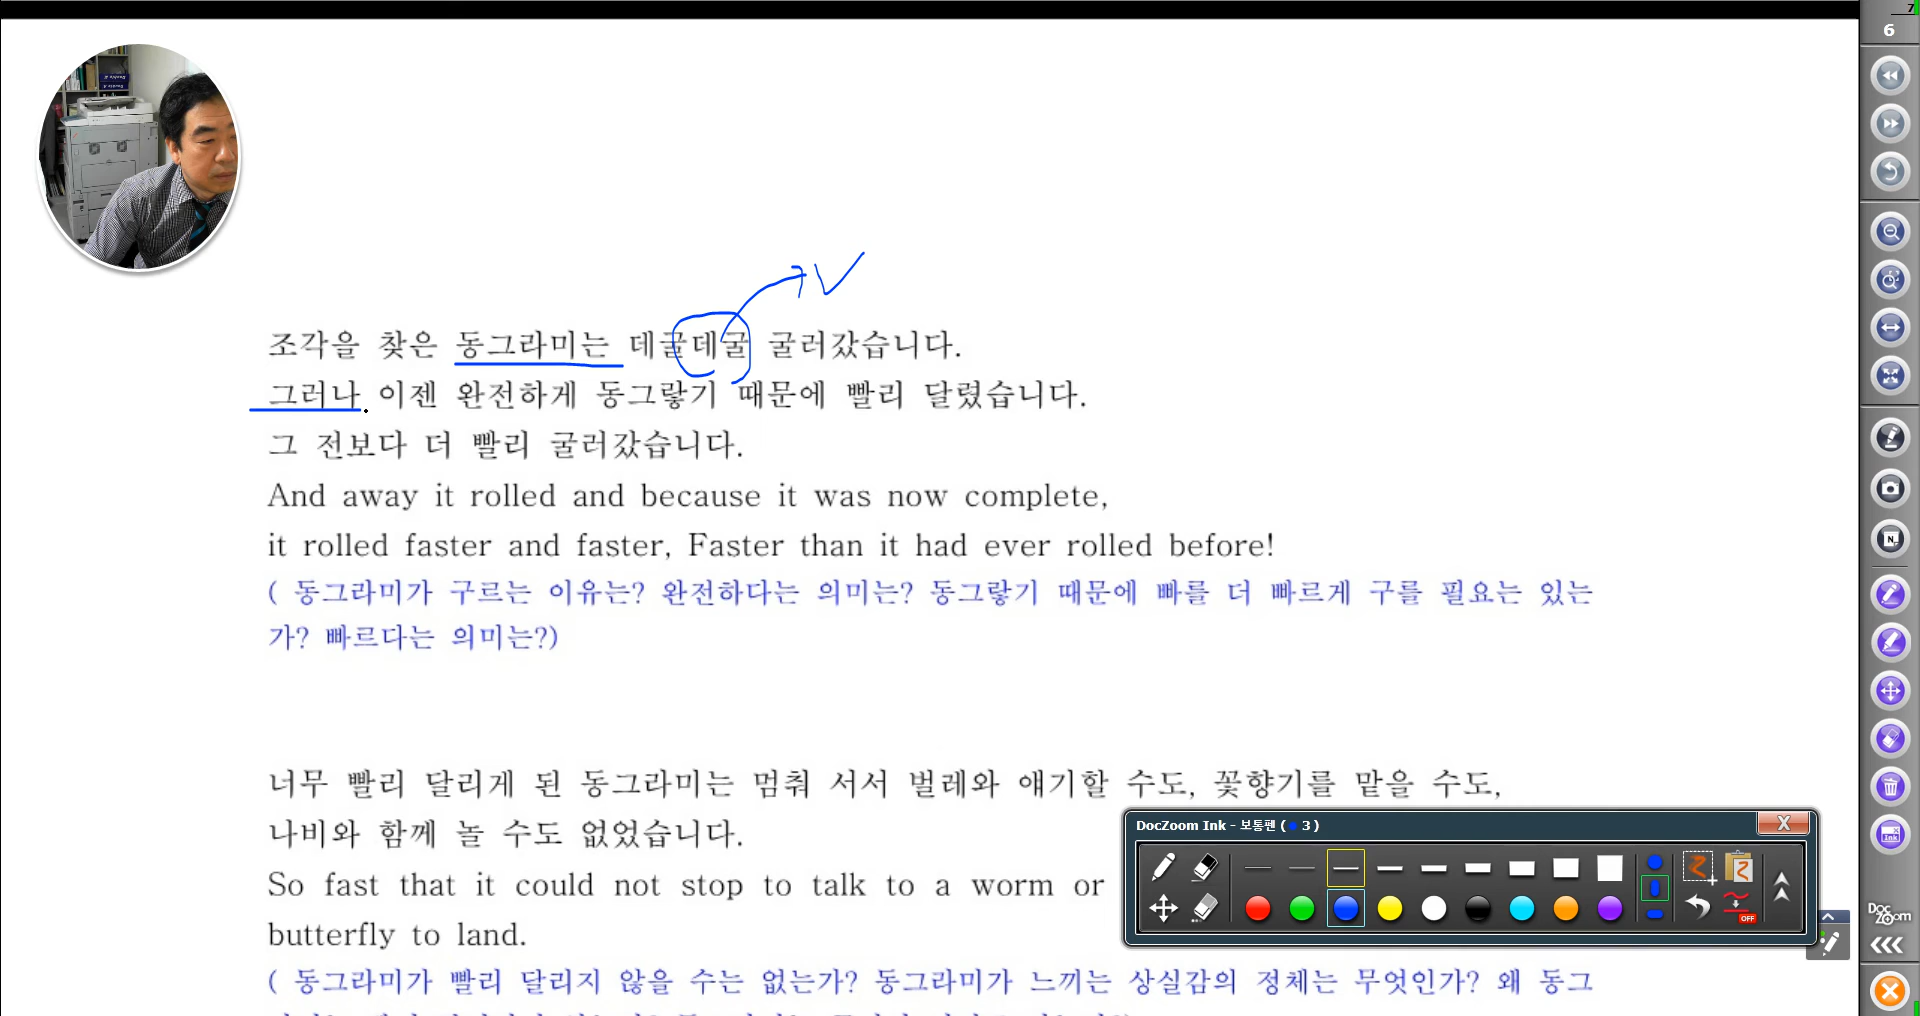 7
6
조각을 찾은 동그라미는 데굴데굴 굴러갔습니다.
그러나 이젠 완전하게 동그랗기 때문에 빨리 달렸습니다.
그 전보다 더 빨리 굴러갔습니다.
And away it rolled and because it was now complete,
it rolled faster and faster, Faster than it had ever rolled before!
( 동그라미가 구르는 이유는? 완전하다는 의미는? 동그랗기 때문에 빠를 더 빠르게 구를 필요는 있는
가? 빠르다는 의미는?)
너무 빨리 달리게 된 동그라미는 멈춰 서서 벌레와 얘기할 수도, 꽃향기를 맡을 수도,
나비와 함께 놀 수도 없었습니다.
So fast that it could not stop to talk to a worm or
butterfly to land.
( 동그라미가 빨리 달리지 않을 수는 없는가? 동그라미가 느끼는 상실감의 정체는 무엇인가? 왜 동그
DocZoom Ink - 보통펜 ( 3 )
OFF
N
Ink
DocZoom